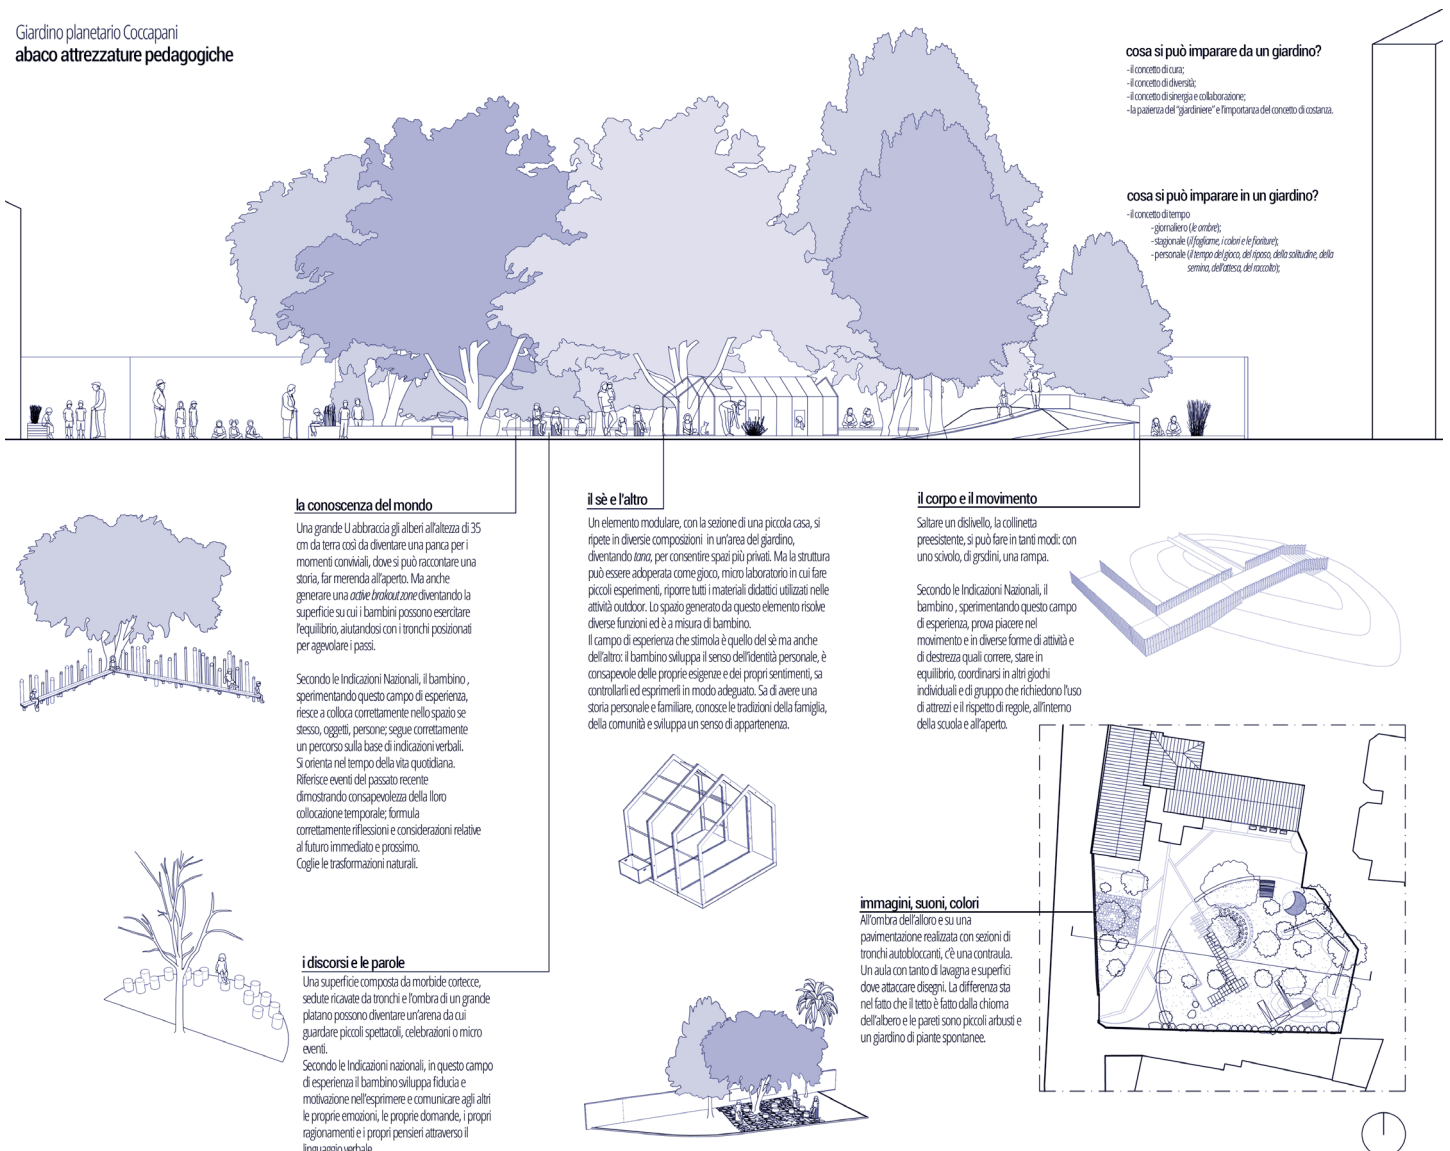 Giardino planetario Coccapani
abaco attrezzature pedagogiche
cosa si può imparare da un giardino?
- il concetto di cura;
- il concetto di diversità;
- il concetto di sinergia e collaborazione;
- la pazienza del "giardiniere" e l'importanza del concetto di costanza.
cosa si può imparare in un giardino?
- il concetto di tempo
- giornaliero (le ombre);
- stagionale (il fogliame, i colori e le fioriture);
- personale (il tempo del gioco, del riposo, della solitudine, della
semina, dell'attesa, del raccolto);
la conoscenza del mondo
Una grande U abbraccia gli alberi all'altezza di 35
cm da terra così da diventare una panca per i
momenti conviviali, dove si può raccontare una
storia, far merenda all'aperto. Ma anche
generare una active brakout zone diventando la
superficie su cui i bambini possono esercitare
l'equilibrio, aiutandosi con i tronchi posizionati
per agevolare i passi.
Secondo le Indicazioni Nazionali, il bambino ,
sperimentando questo campo di esperienza,
riesce a colloca correttamente nello spazio se
stesso, oggetti, persone; segue correttamente
un percorso sulla base di indicazioni verbali.
Si orienta nel tempo della vita quotidiana.
Riferisce eventi del passato recente
dimostrando consapevolezza della lloro
collocazione temporale; formula
correttamente riflessioni e considerazioni relative
al futuro immediato e prossimo.
Coglie le trasformazioni naturali.
i discorsi e le parole
Una superficie composta da morbide cortecce,
sedute ricavate da tronchi e l'ombra di un grande
platano possono diventare un'arena da cui
guardare piccoli spettacoli, celebrazioni o micro
eventi.
Secondo le Indicazioni nazionali, in questo campo
di esperienza il bambino sviluppa fiducia e
motivazione nell'esprimere e comunicare agli altri
le proprie emozioni, le proprie domande, i propri
ragionamenti e i propri pensieri attraverso il
linguaggio verbale
il sè e l'altro
Un elemento modulare, con la sezione di una piccola casa, si
ripete in diversie composizioni in un'area del giardino,
diventando tana, per consentire spazi più privati. Ma la struttura
può essere adoperata come gioco, micro laboratorio in cui fare
piccoli esperimenti, riporre tutti i materiali didattici utilizzati nelle
attività outdoor. Lo spazio generato da questo elemento risolve
diverse funzioni ed è a misura di bambino.
Il campo di esperienza che stimola è quello del sè ma anche
dell'altro: il bambino sviluppa il senso dell'identità personale, è
consapevole delle proprie esigenze e dei propri sentimenti, sa
controllarli ed esprimerli in modo adeguato. Sa di avere una
storia personale e familiare, conosce le tradizioni della famiglia,
della comunità e sviluppa un senso di appartenenza.
il corpo e il movimento
Saltare un dislivello, la collinetta
preesistente, si può fare in tanti modi: con
uno scivolo, di grsdini, una rampa.
Secondo le Indicazioni Nazionali, il
bambino , sperimentando questo campo
di esperienza, prova piacere nel
movimento e in diverse forme di attività e
di destrezza quali correre, stare in
equilibrio, coordinarsi in altri giochi
individuali e di gruppo che richiedono l'uso
di attrezzi e il rispetto di regole, all'interno
della scuola e all'aperto.
immagini, suoni, colori
All'ombra dell'alloro e su una
pavimentazione realizzata con sezioni di
tronchi autobloccanti, c'è una contraula.
Un aula con tanto di lavagna e superfici
dove attaccare disegni. La differenza sta
nel fatto che il tetto è fatto dalla chioma
dell'albero e le pareti sono piccoli arbusti e
un giardino di piante spontanee.